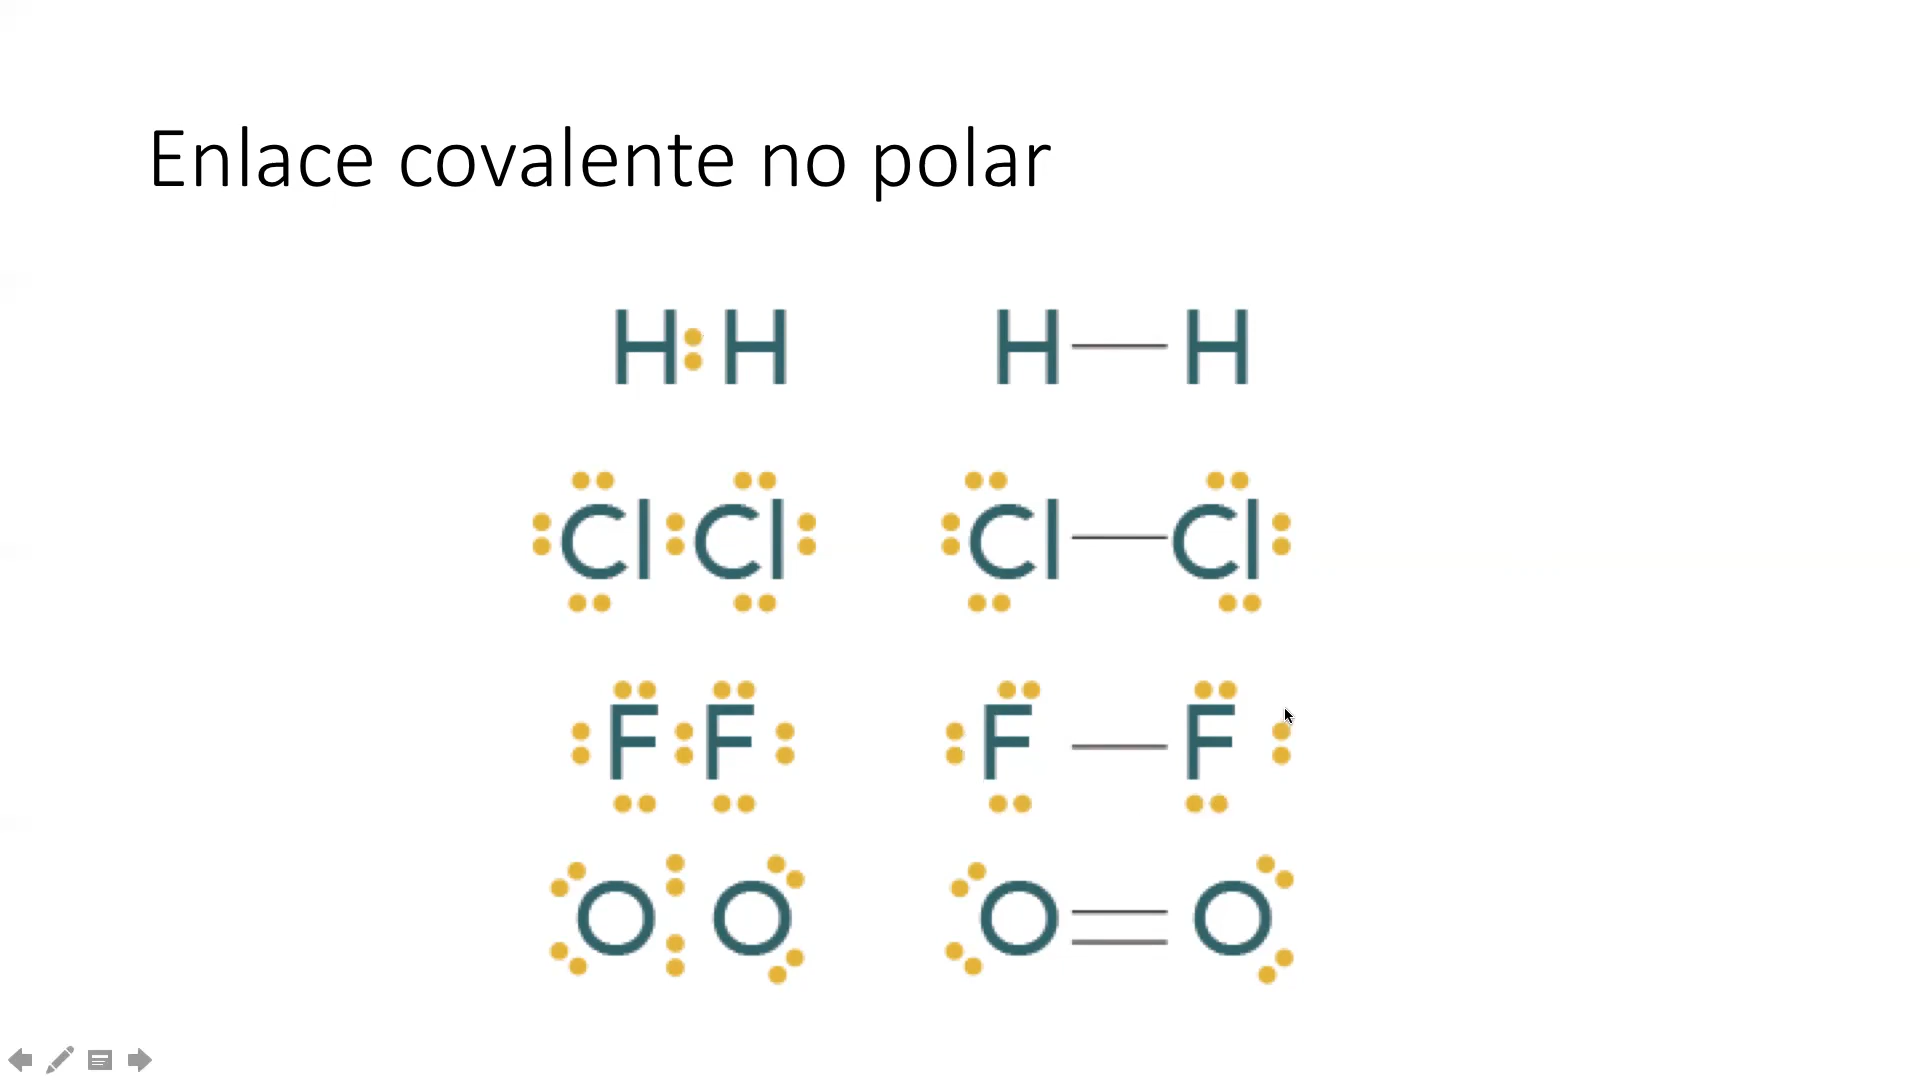 Enlace covalente no polar
H H H H
Cl Cl Cl Cl
F F F F
O O O O